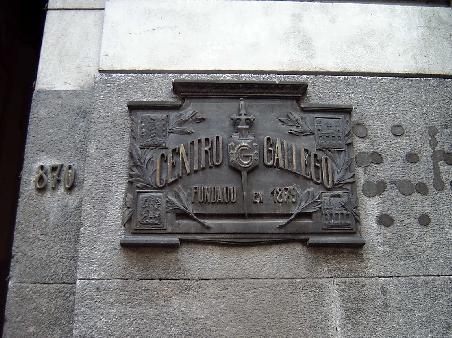 870
CENTRO GALLEGO
G
FUNDADO EN 1879